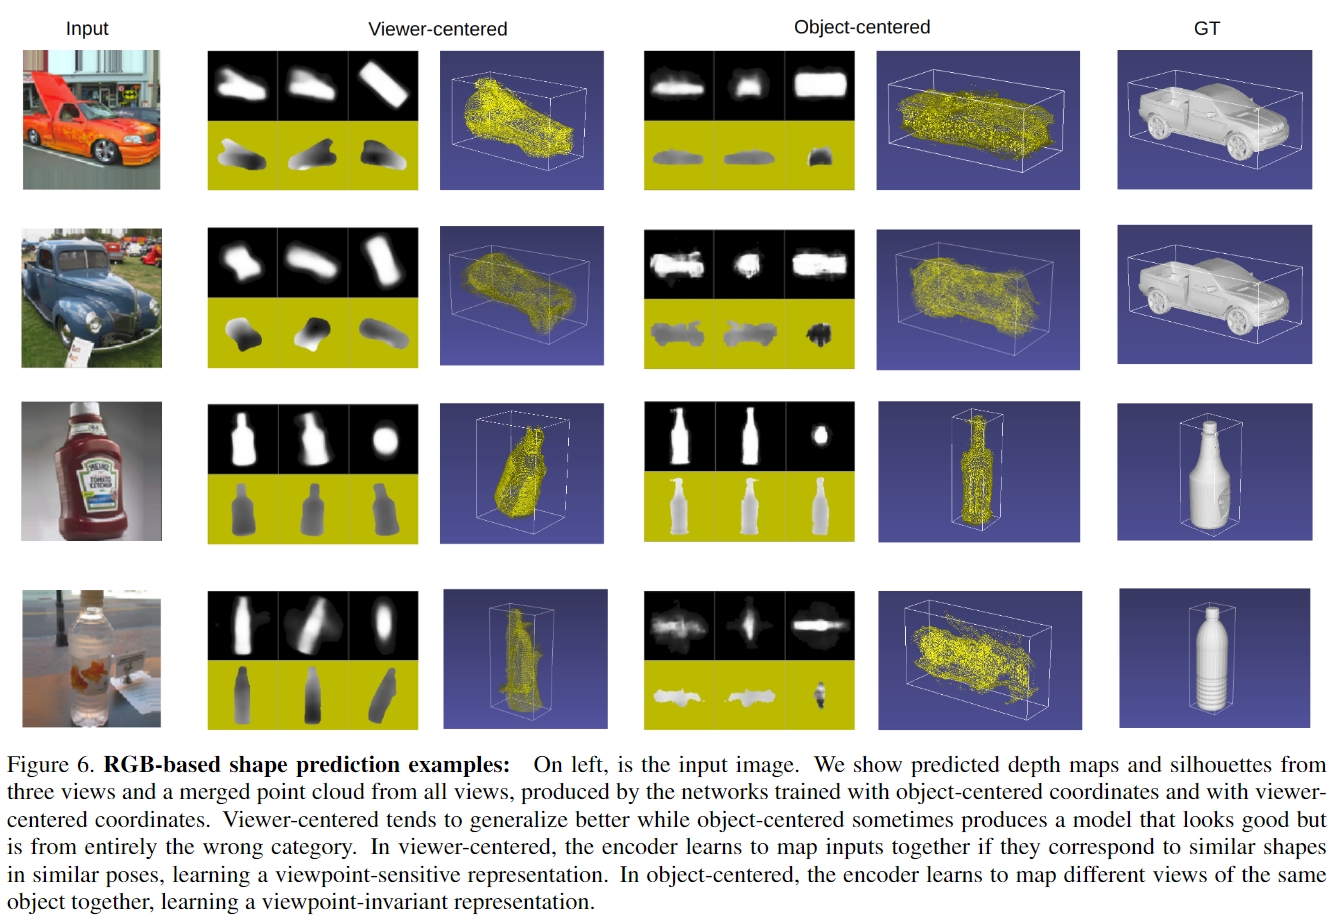 Input
Viewer-centered
Object-centered
GT
HEINZ
TOMATO
KETCHUP
Figure 6. RGB-based shape prediction examples: On left, is the input image. We show predicted depth maps and silhouettes from
three views and a merged point cloud from all views, produced by the networks trained with object-centered coordinates and with viewer-
centered coordinates. Viewer-centered tends to generalize better while object-centered sometimes produces a model that looks good but
is from entirely the wrong category. In viewer-centered, the encoder learns to map inputs together if they correspond to similar shapes
in similar poses, learning a viewpoint-sensitive representation. In object-centered, the encoder learns to map different views of the same
object together, learning a viewpoint-invariant representation.